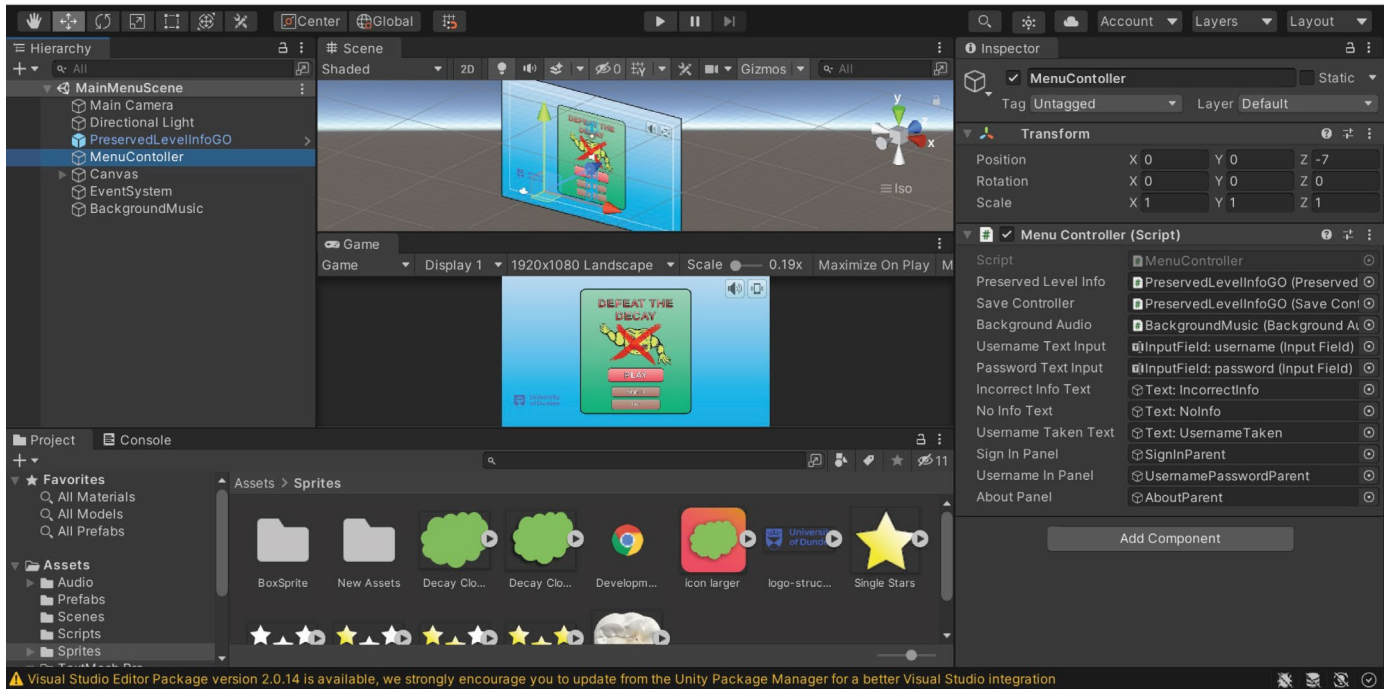 Center Global
Account Layers Layout
Hierarchy
All
MainMenuScene
Main Camera
Directional Light
PreservedLevelInfoGO
MenuContoller
Canvas
EventSystem
BackgroundMusic
Scene
Shaded 2D 0 Gizmos All
y
x
Iso
DEFEAT THE
DECAY
Game
Game Display 1 1920x1080 Landscape Scale 0.19x Maximize On Play M
DEFEAT THE
DECAY
PLAY
University
of Dundee
Inspector
MenuContoller Static
Tag Untagged Layer Default
Transform
Position X 0 Y 0 Z -7
Rotation X 0 Y 0 Z 0
Scale X 1 Y 1 Z 1
# Menu Controller (Script)
Script MenuController
Preserved Level Info PreservedLevelInfoGO (Preserved
Save Controller PreservedLevelInfoGO (Save Cont
Background Audio BackgroundMusic (Background Au
Username Text Input InputField: username (Input Field)
Password Text Input InputField: password (Input Field)
Incorrect Info Text Text: IncorrectInfo
No Info Text Text: NoInfo
Username Taken Text Text: UsernameTaken
Sign In Panel SignInParent
Username In Panel UsernamePasswordParent
About Panel AboutParent
Add Component
Project Console
11
Favorites
All Materials
All Models
All Prefabs
Assets
Audio
Prefabs
Scenes
Scripts
Sprites
Assets > Sprites
University
of Dund
BoxSprite New Assets Decay Clo... Decay Clo... Developm... icon larger logo-struc... Single Stars
Visual Studio Editor Package version 2.0.14 is available, we strongly encourage you to update from the Unity Package Manager for a better Visual Studio integration